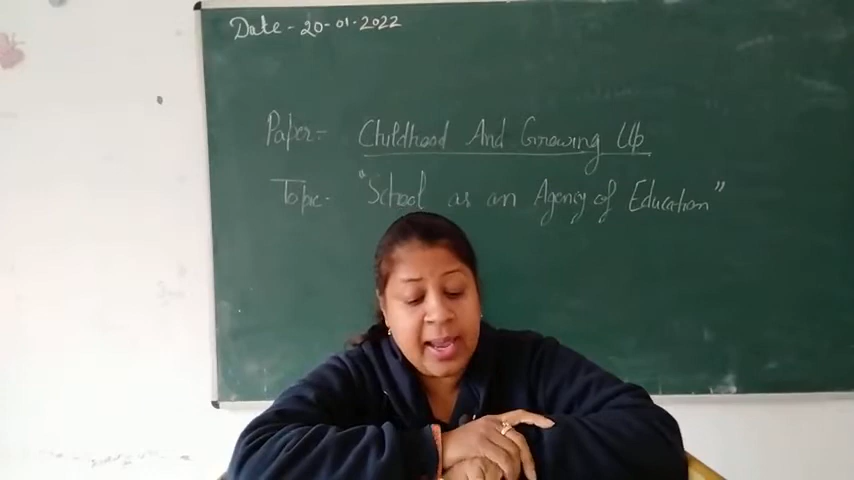 Date - 20-01-2022
Paper - Childhood And Growing Up
Topic - "School as an Agency of Education"